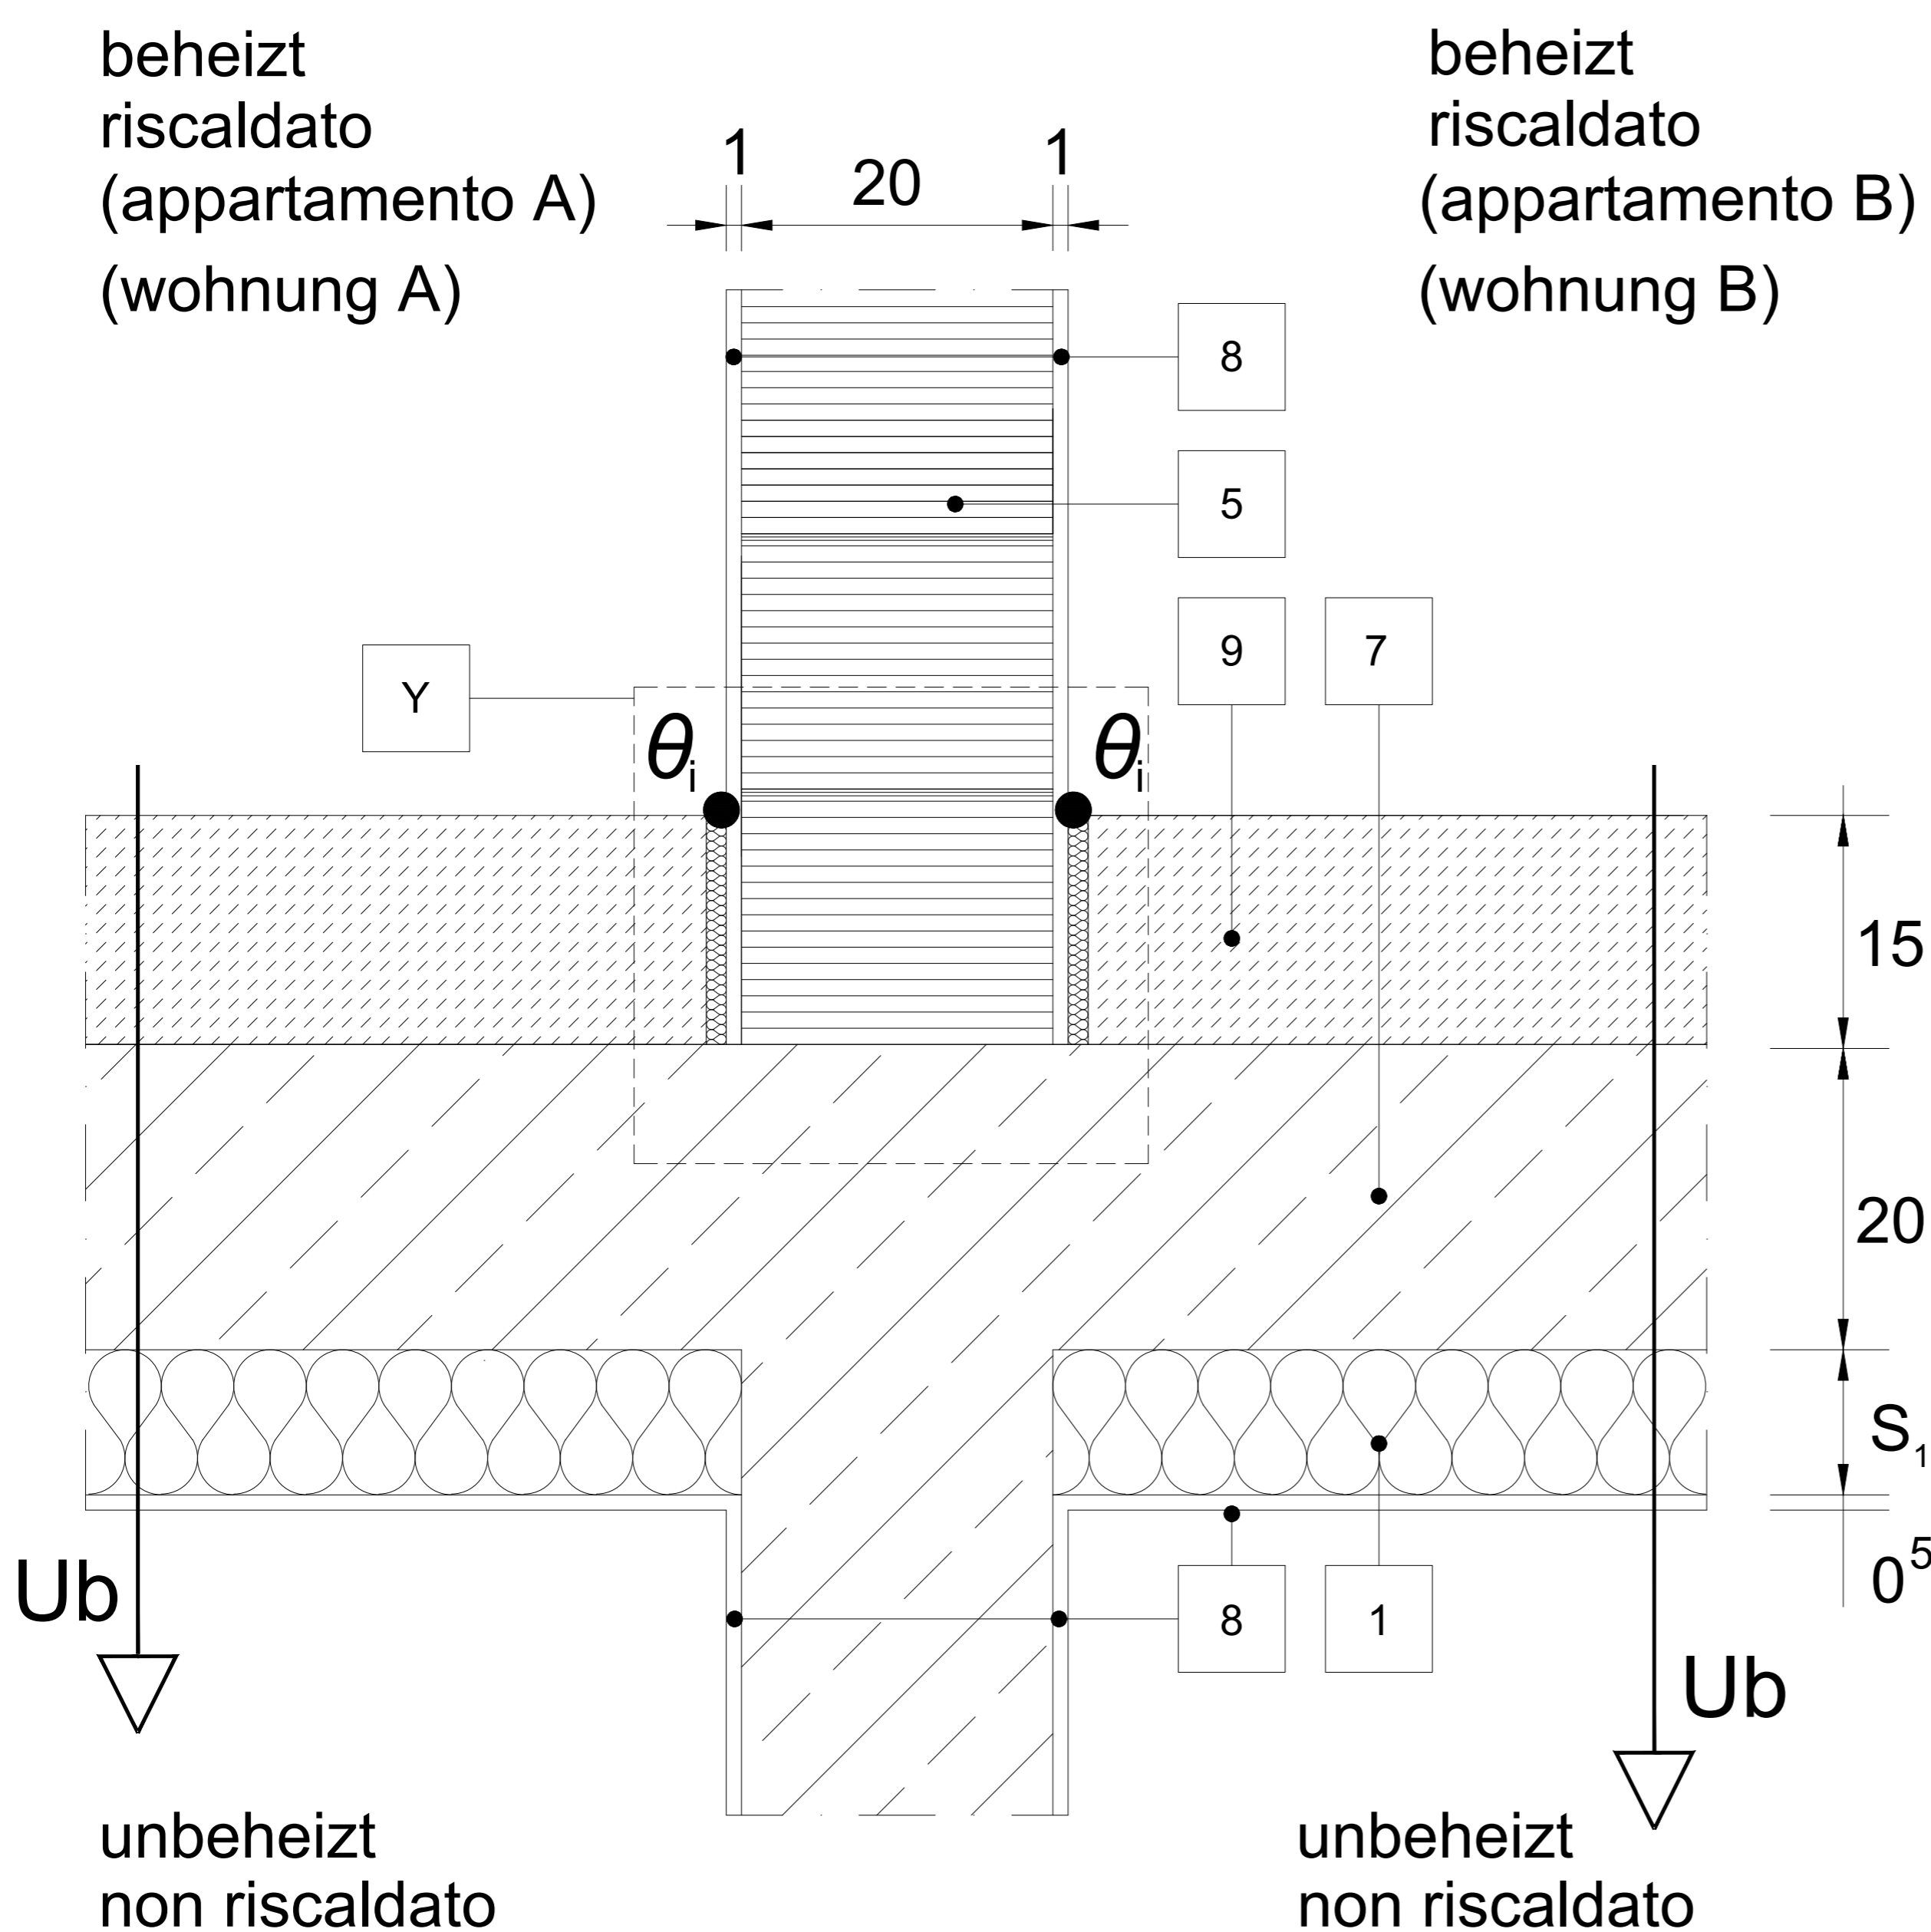 beheizt
riscaldato
(appartamento A)
(wohnung A)
beheizt
riscaldato
(appartamento B)
(wohnung B)
1
20
1
8
5
9
7
Y
θi
θi
15
20
S1
05
8
1
Ub
Ub
unbeheizt
non riscaldato
unbeheizt
non riscaldato